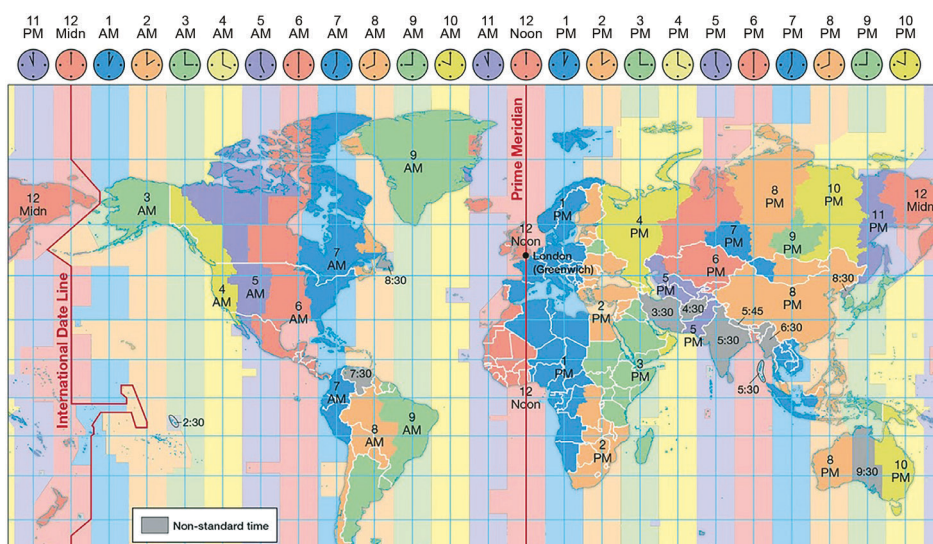 11 PM
12 Midn
1 AM
2 AM
3 AM
4 AM
5 AM
6 AM
7 AM
8 AM
9 AM
10 AM
11 AM
12 Noon
1 PM
2 PM
3 PM
4 PM
5 PM
6 PM
7 PM
8 PM
9 PM
10 PM
International Date Line
Prime Meridian
12
Midn
3
AM
9
AM
4
AM
5
AM
6
AM
7
AM
8:30
7:30
7
AM
8
AM
9
AM
2:30
12
Noon
London
(Greenwich)
1
PM
4
PM
8
PM
10
PM
11
PM
12
Midn
7
PM
9
PM
6
PM
5
PM
8:30
2
PM
3:30
4:30
5:45
8
PM
5
PM
5:30
6:30
1
PM
3
PM
5:30
12
Noon
2
PM
8
PM
9:30
10
PM
Non-standard time